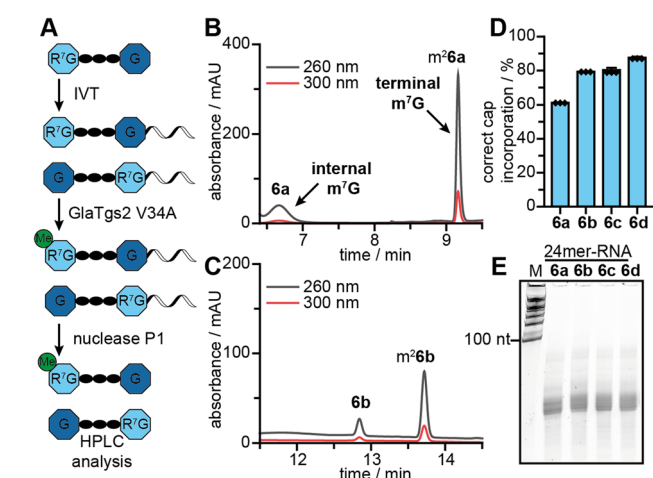 A
R⁷G
G
IVT
R⁷G
G
G
R⁷G
GlaTgs2 V34A
Me
R⁷G
G
G
R⁷G
nuclease P1
Me
R⁷G
G
G
R⁷G
HPLC
analysis
B
absorbance / mAU
400
200
0
260 nm
300 nm
m²6a
terminal
m⁷G
internal
m⁷G
6a
7
8
9
time / min
C
absorbance / mAU
200
100
0
260 nm
300 nm
m²6b
6b
12
13
14
time / min
D
correct cap
incorporation / %
100
80
60
40
20
0
6a
6b
6c
6d
E
24mer-RNA
M 6a 6b 6c 6d
100 nt